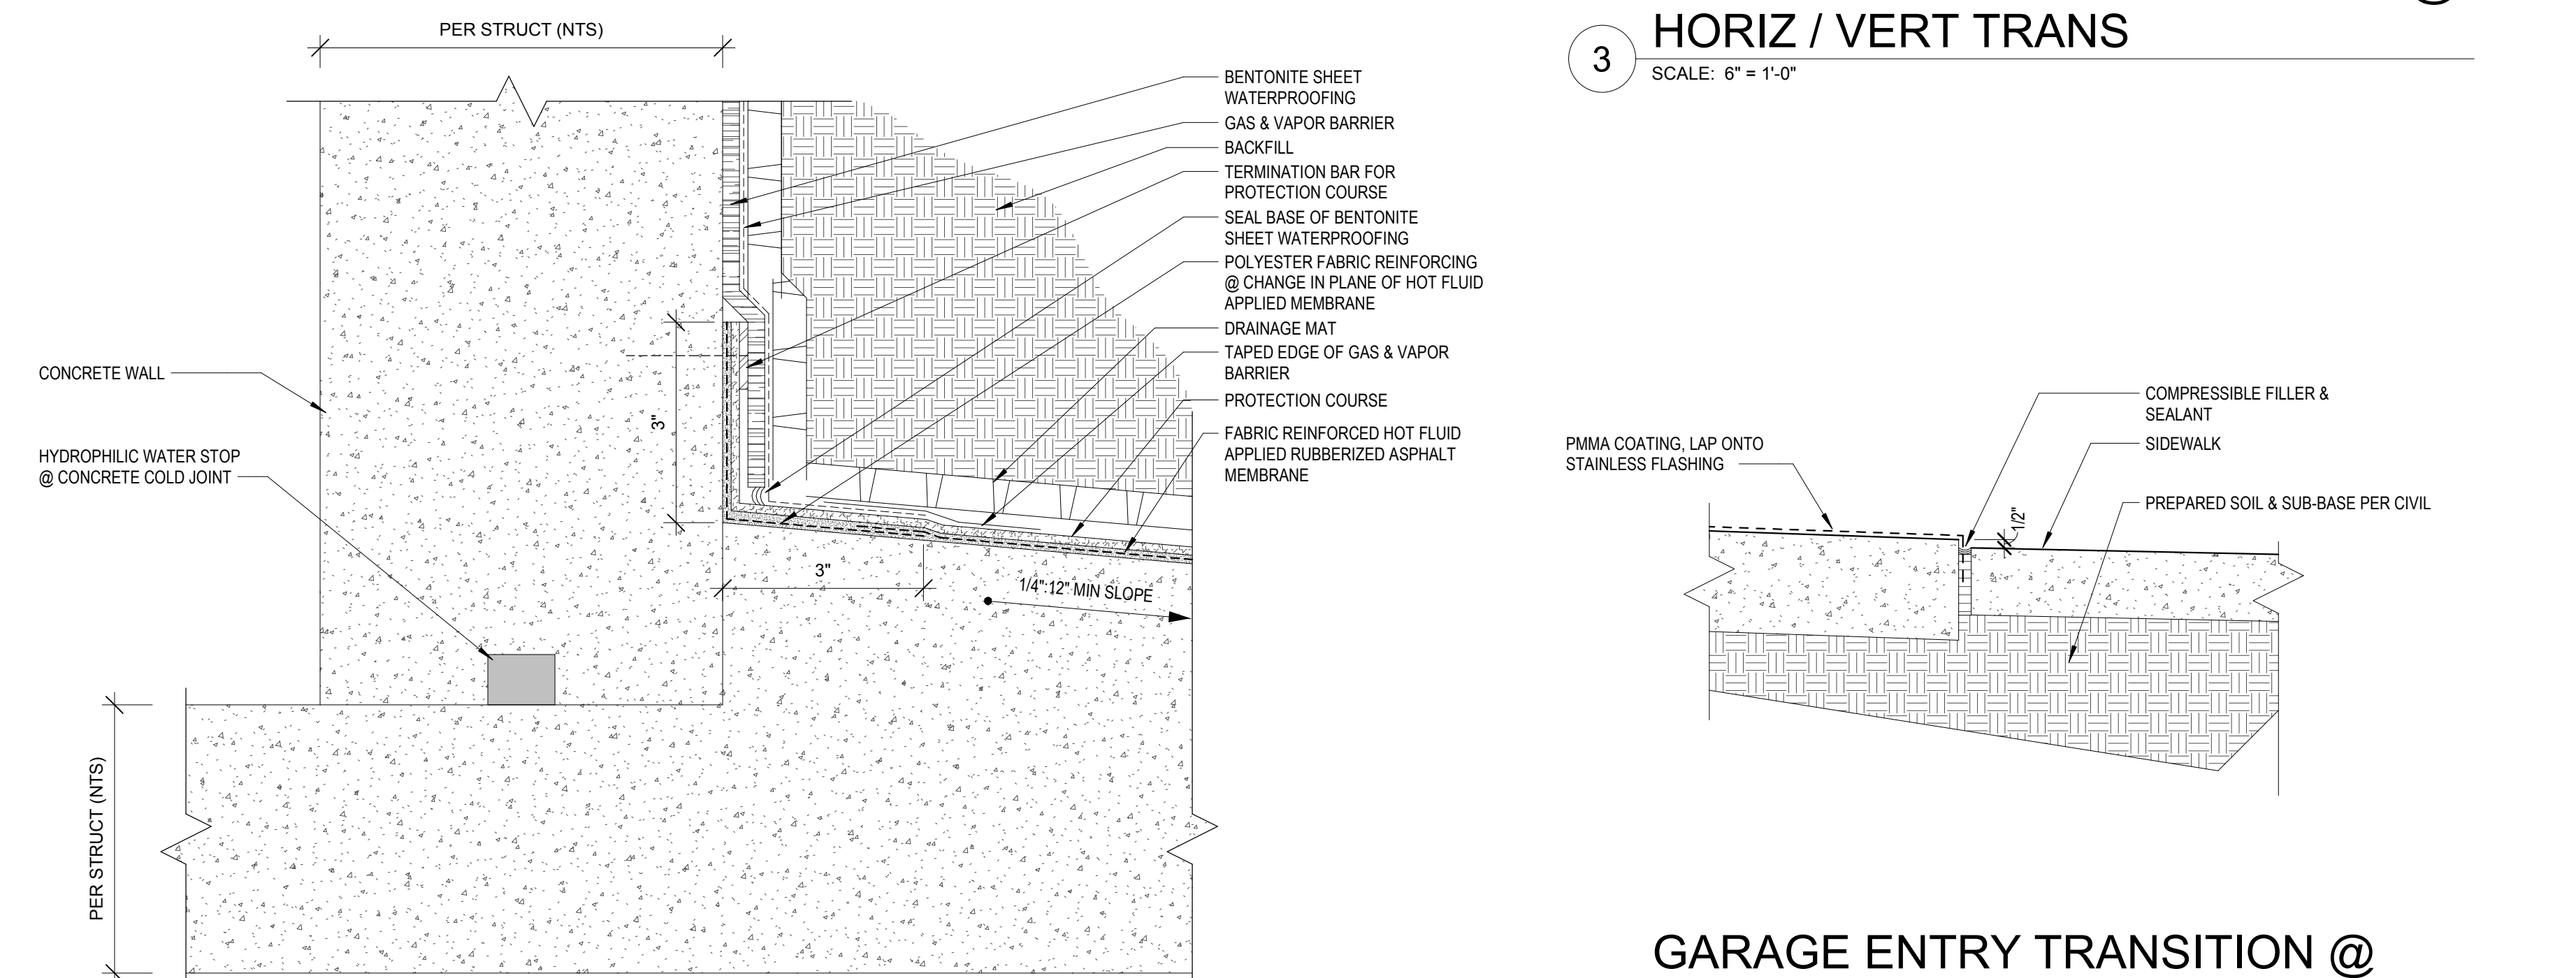 PER STRUCT (NTS)
BENTONITE SHEET
WATERPROOFING
GAS & VAPOR BARRIER
BACKFILL
TERMINATION BAR FOR
PROTECTION COURSE
SEAL BASE OF BENTONITE
SHEET WATERPROOFING
POLYESTER FABRIC REINFORCING
@ CHANGE IN PLANE OF HOT FLUID
APPLIED MEMBRANE
DRAINAGE MAT
TAPED EDGE OF GAS & VAPOR
BARRIER
PROTECTION COURSE
FABRIC REINFORCED HOT FLUID
APPLIED RUBBERIZED ASPHALT
MEMBRANE
CONCRETE WALL
HYDROPHILIC WATER STOP
@ CONCRETE COLD JOINT
3"
3"
1/4":12" MIN SLOPE
PER STRUCT (NTS)
@
3
HORIZ / VERT TRANS
SCALE: 6" = 1'-0"
COMPRESSIBLE FILLER &
SEALANT
SIDEWALK
PREPARED SOIL & SUB-BASE PER CIVIL
PMMA COATING, LAP ONTO
STAINLESS FLASHING
1/2"
GARAGE ENTRY TRANSITION @